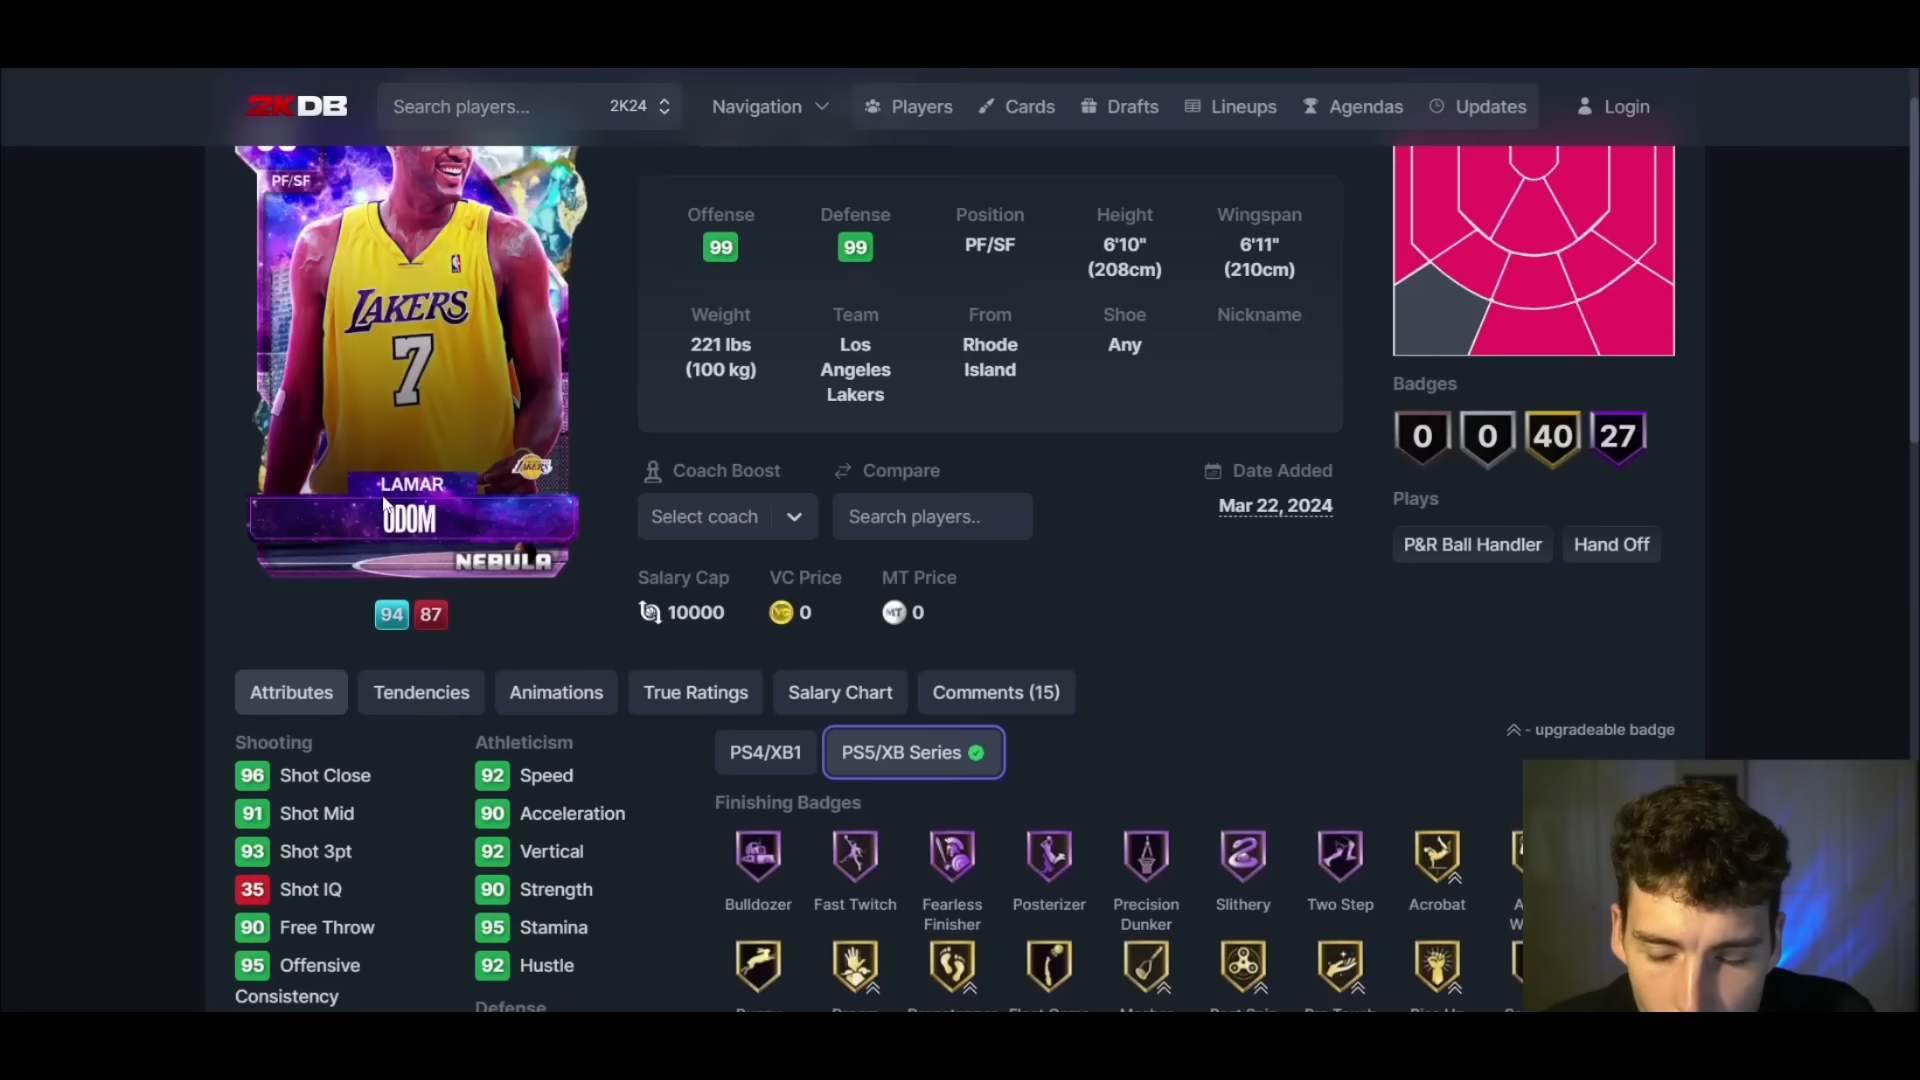 2KDB
Search players...
2K24
Navigation
Players
Cards
Drafts
Lineups
Agendas
Updates
Login
PF/SF
LAKERS
7
LAMAR
ODOM
NEBULA
94 87
Offense
99
Defense
99
Position
PF/SF
Height
6'10"
(208cm)
Wingspan
6'11"
(210cm)
Weight
221 lbs
(100 kg)
Team
Los
Angeles
Lakers
From
Rhode
Island
Shoe
Any
Nickname
Coach Boost
Select coach
Compare
Search players..
Date Added
Mar 22, 2024
Salary Cap
10000
VC Price
0
MT Price
MT 0
Badges
0 0 40 27
Plays
P&R Ball Handler
Hand Off
Attributes
Tendencies
Animations
True Ratings
Salary Chart
Comments (15)
Shooting
96 Shot Close
91 Shot Mid
93 Shot 3pt
35 Shot IQ
90 Free Throw
95 Offensive
Consistency
Athleticism
92 Speed
90 Acceleration
92 Vertical
90 Strength
95 Stamina
92 Hustle
Defense
PS4/XB1
PS5/XB Series
- upgradeable badge
Finishing Badges
Bulldozer
Fast Twitch
Fearless
Finisher
Posterizer
Precision
Dunker
Slithery
Two Step
Acrobat